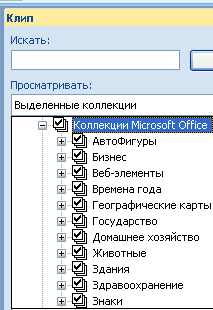 Клип
Искать:
Просматривать:
Выделенные коллекции
Коллекции Microsoft Office
АвтоФигуры
Бизнес
Веб-элементы
Времена года
Географические карты
Государство
Домашнее хозяйство
Животные
Здания
Здравоохранение
Знаки